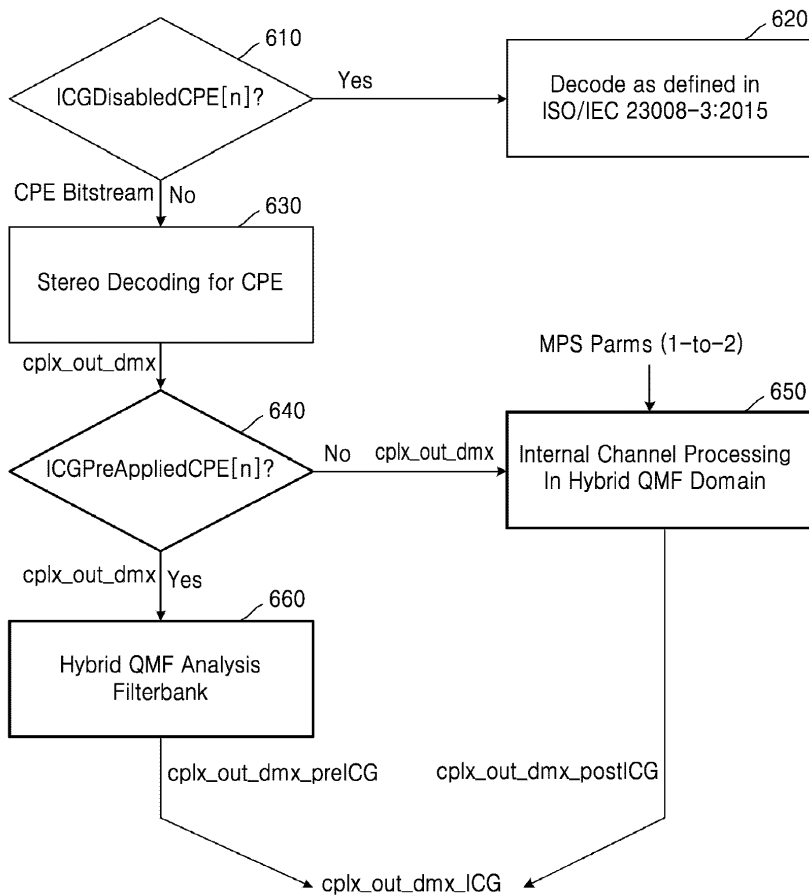 610
ICGDisabledCPE[n]?
Yes
620
Decode as defined in
ISO/IEC 23008-3:2015
CPE Bitstream
No
630
Stereo Decoding for CPE
cplx_out_dmx
MPS Parms (1-to-2)
640
ICGPreAppliedCPE[n]?
No
cplx_out_dmx
650
Internal Channel Processing
In Hybrid QMF Domain
cplx_out_dmx
Yes
660
Hybrid QMF Analysis
Filterbank
cplx_out_dmx_preICG
cplx_out_dmx_postICG
cplx_out_dmx_ICG